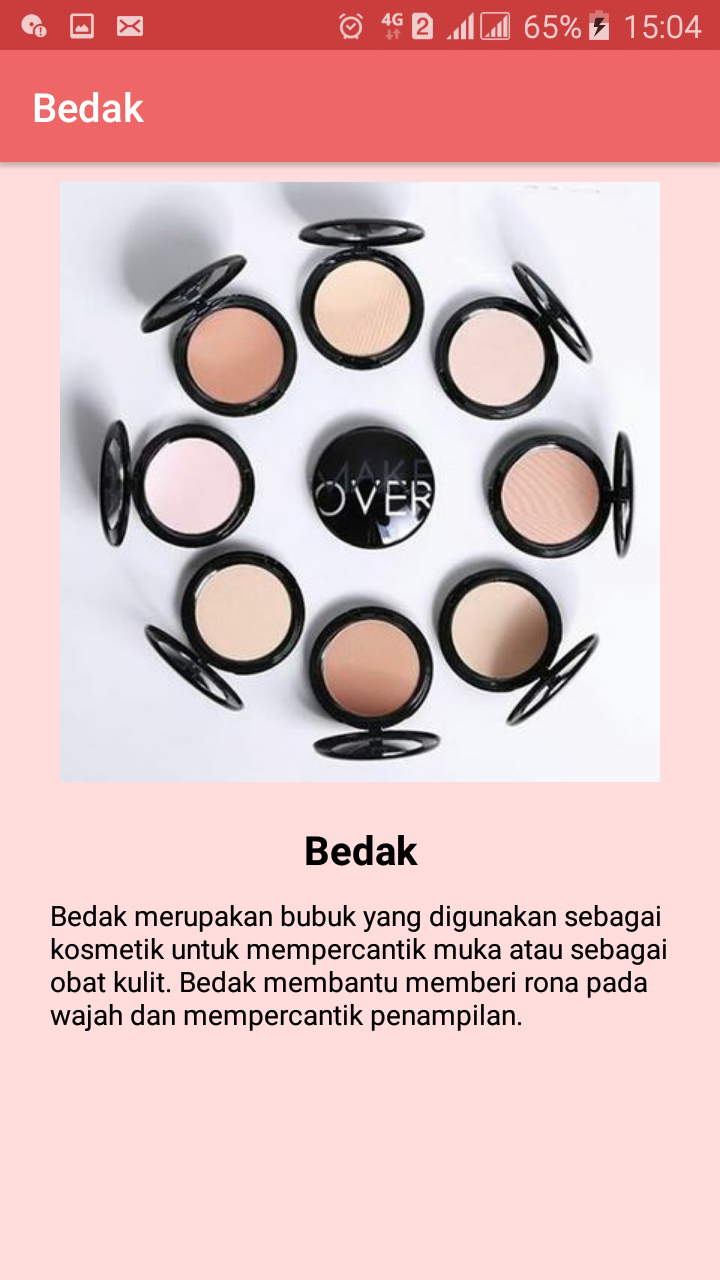 4G 2 65% 15:04
Bedak
MAKE
OVER
Bedak
Bedak merupakan bubuk yang digunakan sebagai
kosmetik untuk mempercantik muka atau sebagai
obat kulit. Bedak membantu memberi rona pada
wajah dan mempercantik penampilan.